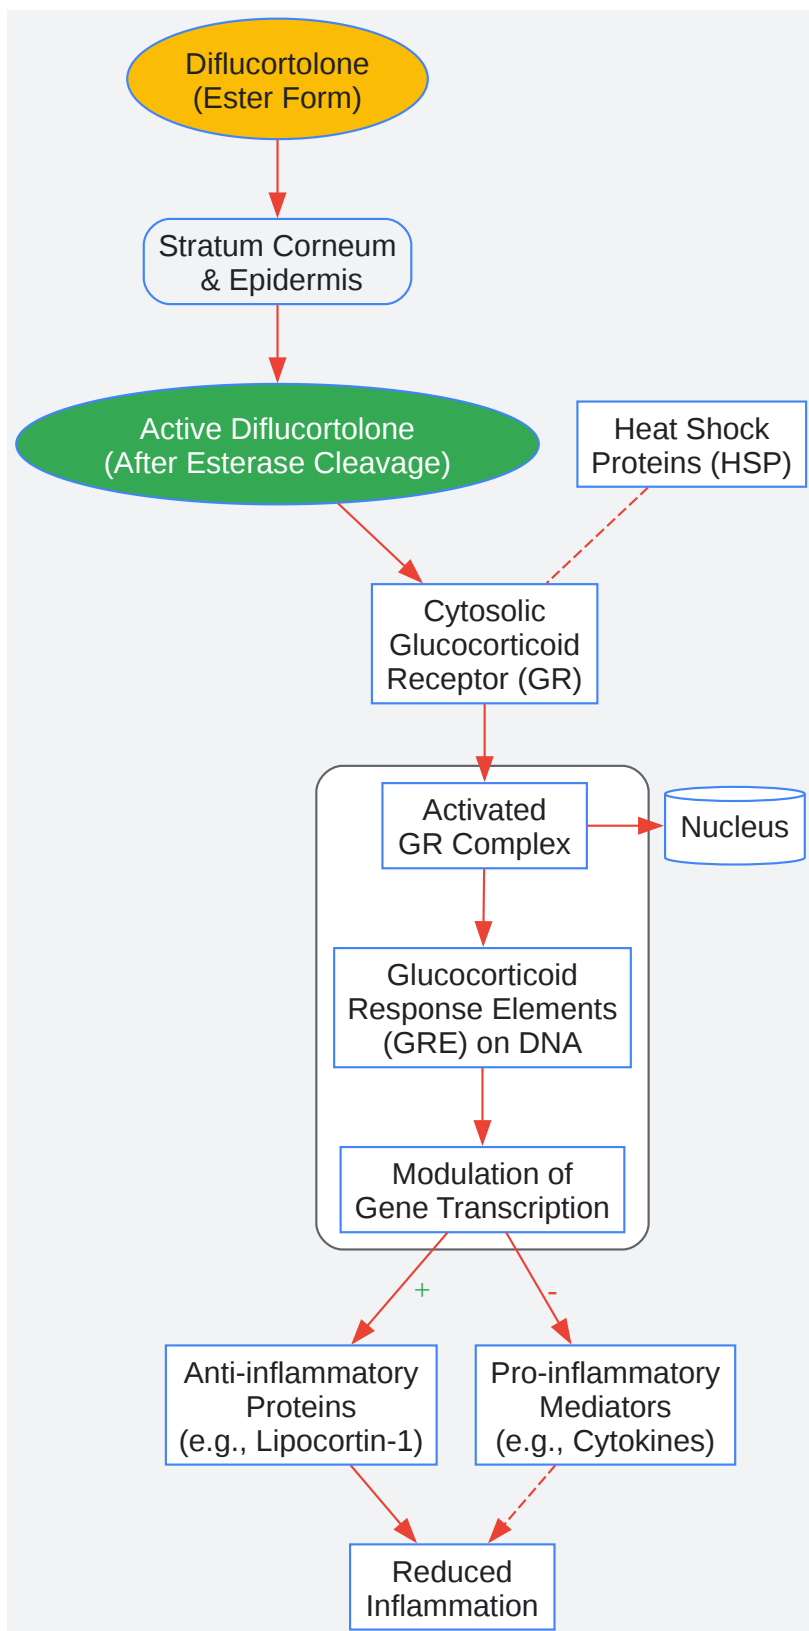 Diflucortolone
(Ester Form)
Stratum Corneum
& Epidermis
Active Diflucortolone
(After Esterase Cleavage)
Heat Shock
Proteins (HSP)
Cytosolic
Glucocorticoid
Receptor (GR)
Activated
GR Complex
Nucleus
Glucocorticoid
Response Elements
(GRE) on DNA
Modulation of
Gene Transcription
+
-
Anti-inflammatory
Proteins
(e.g., Lipocortin-1)
Pro-inflammatory
Mediators
(e.g., Cytokines)
Reduced
Inflammation